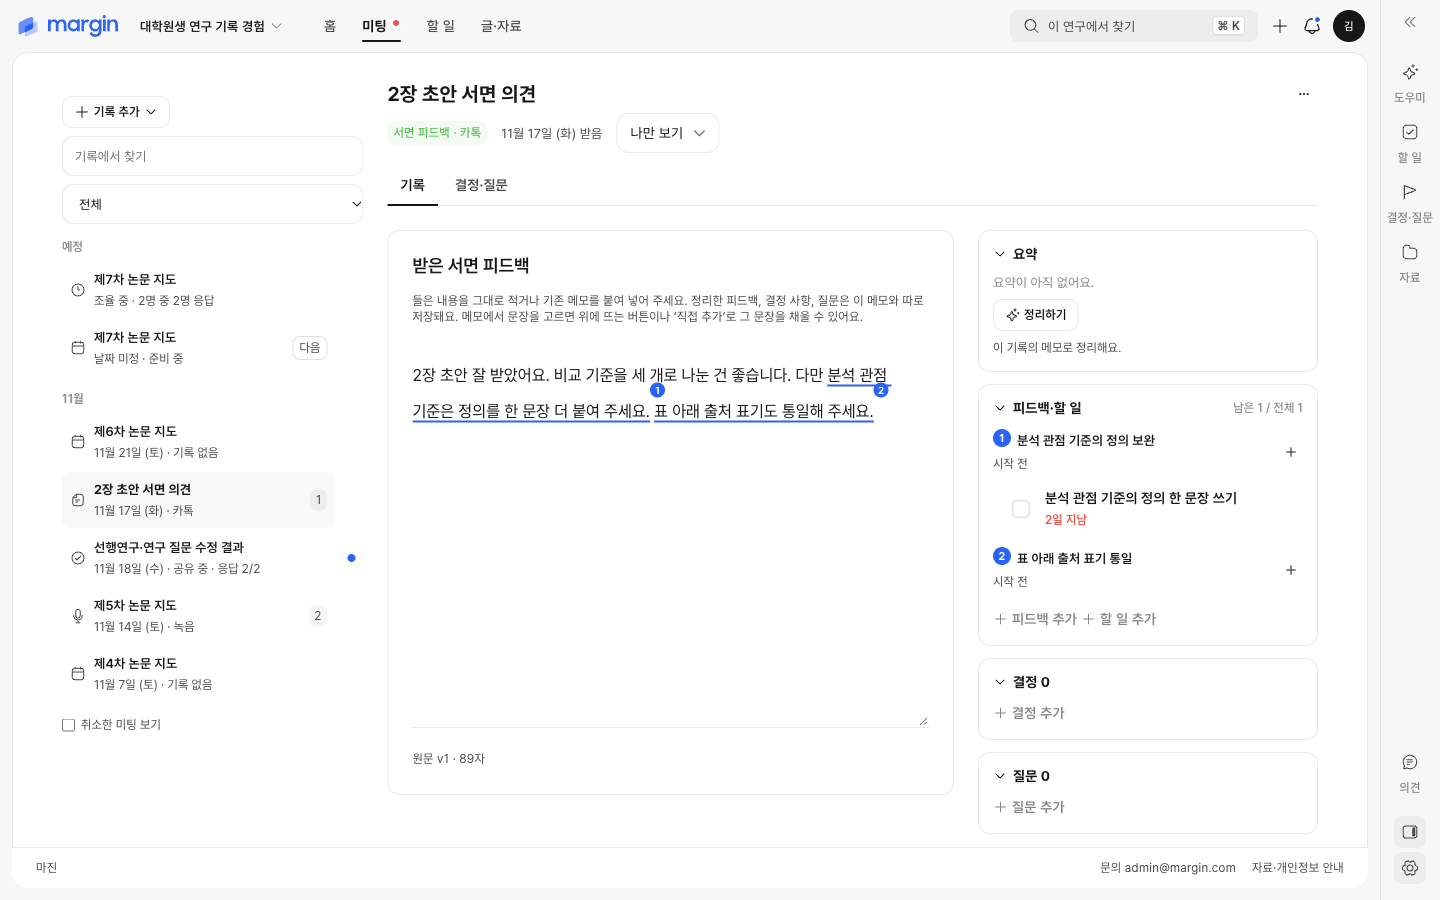 margin
대학원생 연구 기록 경험
홈
미팅
할 일
글·자료
이 연구에서 찾기
⌘ K
김
기록 추가
기록에서 찾기
전체
예정
제7차 논문 지도
조율 중 · 2명 중 2명 응답
제7차 논문 지도
날짜 미정 · 준비 중
다음
11월
제6차 논문 지도
11월 21일 (토) · 기록 없음
2장 초안 서면 의견
11월 17일 (화) · 카톡
1
선행연구·연구 질문 수정 결과
11월 18일 (수) · 공유 중 · 응답 2/2
제5차 논문 지도
11월 14일 (토) · 녹음
2
제4차 논문 지도
11월 7일 (토) · 기록 없음
취소한 미팅 보기
2장 초안 서면 의견
서면 피드백 · 카톡
11월 17일 (화) 받음
나만 보기
기록
결정·질문
받은 서면 피드백
들은 내용을 그대로 적거나 기존 메모를 붙여 넣어 주세요. 정리한 피드백, 결정 사항, 질문은 이 메모와 따로
저장돼요. 메모에서 문장을 고르면 위에 뜨는 버튼이나 ‘직접 추가’로 그 문장을 채울 수 있어요.
2장 초안 잘 받았어요. 비교 기준을 세 개로 나눈 건 좋습니다. 다만 분석 관점
1
2
기준은 정의를 한 문장 더 붙여 주세요. 표 아래 출처 표기도 통일해 주세요.
원문 v1 · 89자
요약
요약이 아직 없어요.
정리하기
이 기록의 메모로 정리해요.
피드백·할 일
남은 1 / 전체 1
1 분석 관점 기준의 정의 보완
시작 전
분석 관점 기준의 정의 한 문장 쓰기
2일 지남
2 표 아래 출처 표기 통일
시작 전
피드백 추가
할 일 추가
결정 0
결정 추가
질문 0
질문 추가
도우미
할 일
결정·질문
자료
의견
마진
문의 admin@margin.com
자료·개인정보 안내